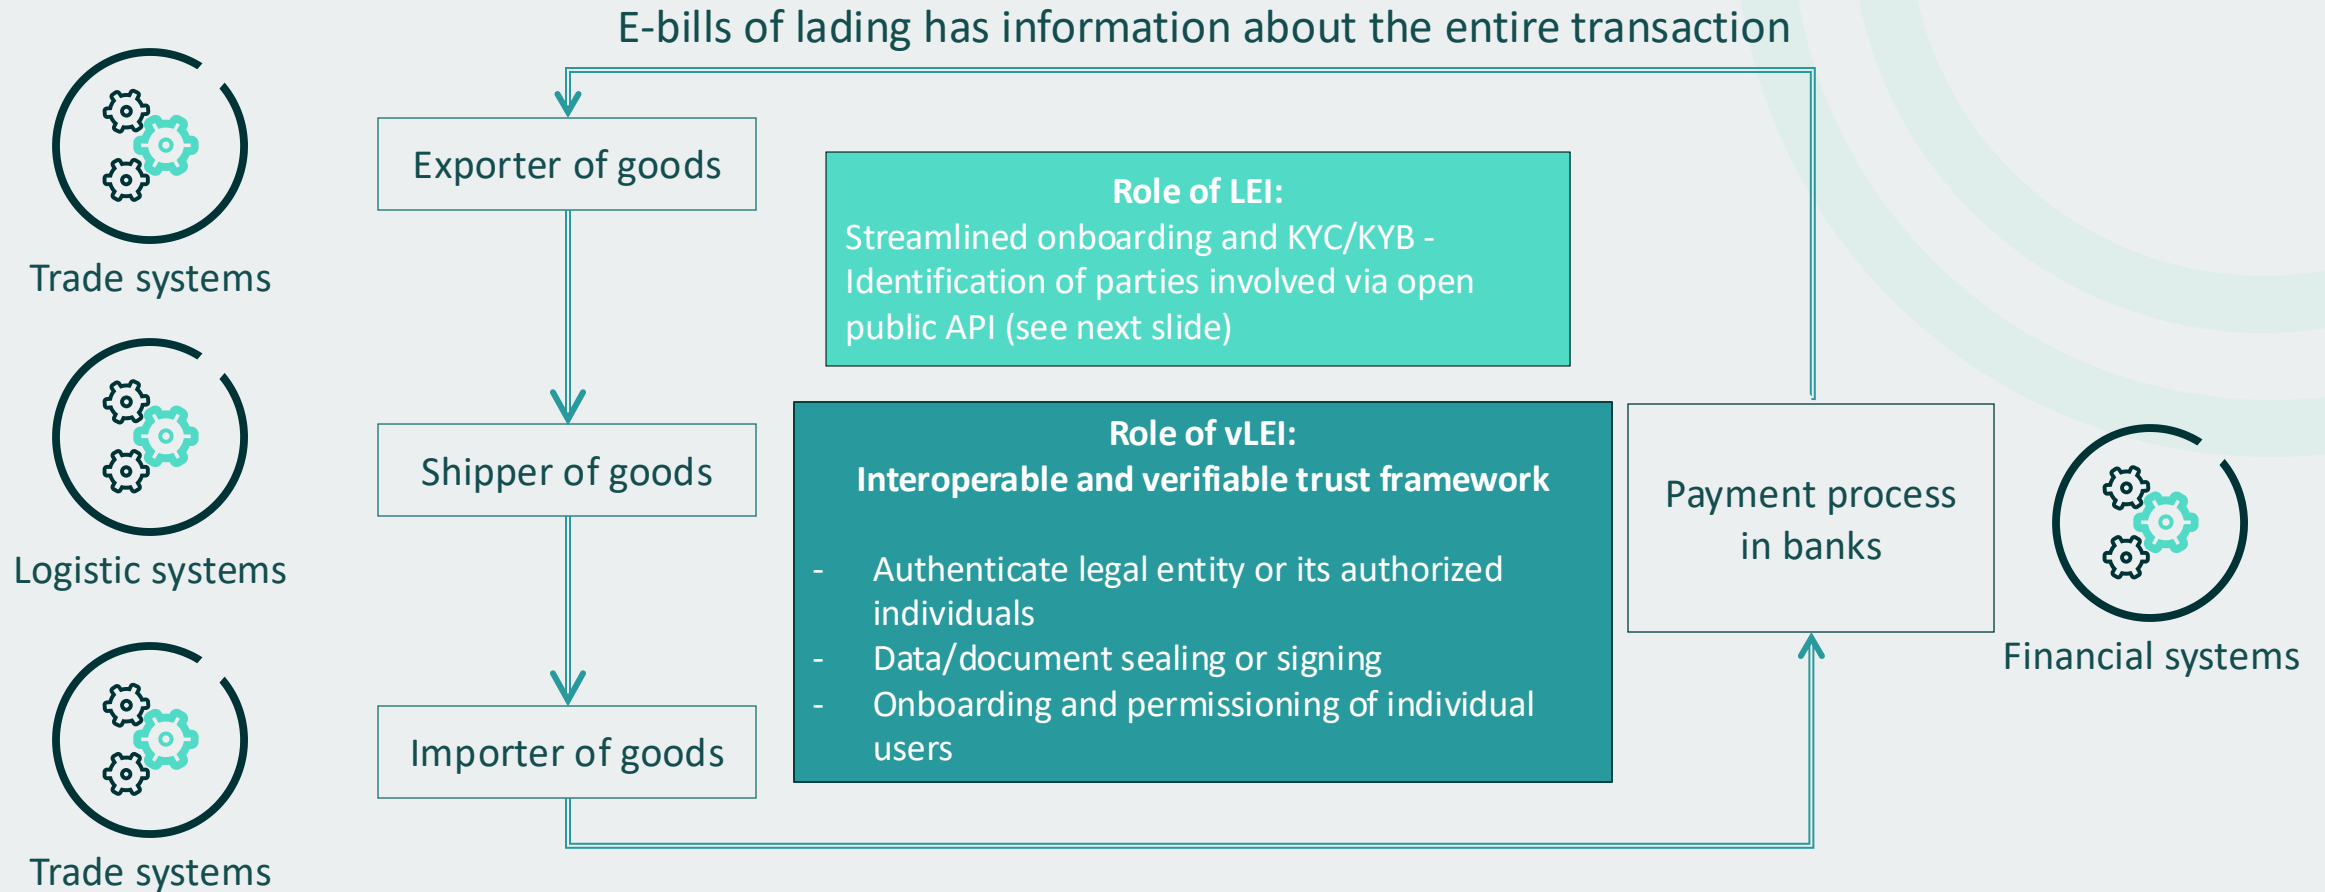 E-bills of lading has information about the entire transaction
Trade systems
Exporter of goods
Role of LEI:
Streamlined onboarding and KYC/KYB -
Identification of parties involved via open
public API (see next slide)
Logistic systems
Shipper of goods
Role of vLEI:
Interoperable and verifiable trust framework
- Authenticate legal entity or its authorized
individuals
- Data/document sealing or signing
- Onboarding and permissioning of individual
users
Payment process
in banks
Financial systems
Importer of goods
Trade systems